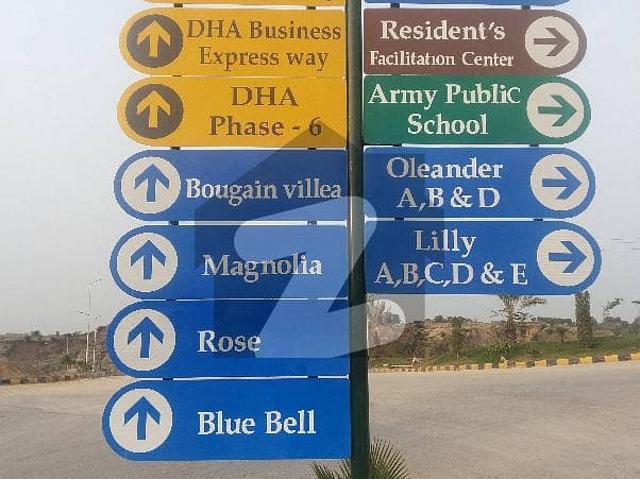 DHA Business
Express way
DHA
Phase - 6
Bougain villea
Magnolia
Rose
Blue Bell
Resident's
Facilitation Center
Army Public
School
Oleander
A,B & D
Lilly
A,B,C,D & E